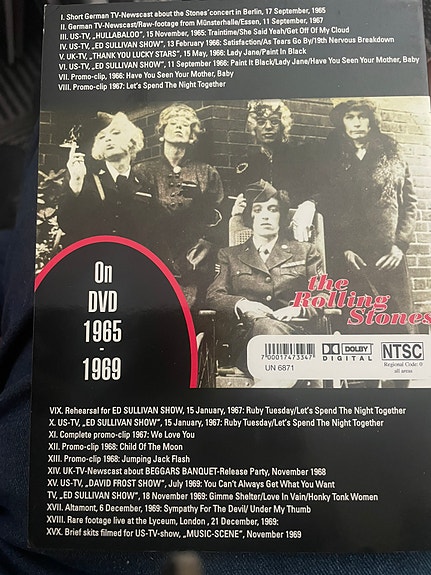 I. Short German TV-Newscast about the Stones'concert in Berlin, 17 September, 1965
II. German TV-Newscast/Raw-footage from Münsterhalle/Essen, 11 September, 1967
III. US-TV, „HULLABALOO", 15 November, 1965: Traintime/She Said Yeah/Get Off Of My Cloud
IV. US-TV, „ED SULLIVAN SHOW", 13 February 1966: Satisfaction/As Tears Go By/19th Nervous Breakdown
V. UK-TV, „THANK YOU LUCKY STARS", 15 May, 1966: Lady Jane/Paint In Black
VI. US-TV, „ED SULLIVAN SHOW", 11 September 1966: Paint It Black/Lady Jane/Have You Seen Your Mother, Baby
VII. Promo-clip, 1966: Have You Seen Your Mother, Baby
VIII. Promo-clip 1967: Let's Spend The Night Together
On
DVD
1965
-
1969
the
Rolling
Stones
7 00017 47334 7
DOLBY
DIGITAL
NTSC
Regional Code: 0
all areas
UN 6871
VIX. Rehearsal for ED SULLIVAN SHOW, 15 January, 1967: Ruby Tuesday/Let's Spend The Night Together
X. US-TV, „ED SULLIVAN SHOW", 15 January, 1967: Ruby Tuesday/Let's Spend The Night Together
XI. Complete promo-clip 1967: We Love You
XII. Promo-clip 1968: Child Of The Moon
XIII. Promo-clip 1968: Jumping Jack Flash
XIV. UK-TV-Newscast about BEGGARS BANQUET-Release Party, November 1968
XV. US-TV, „DAVID FROST SHOW", July 1969: You Can't Always Get What You Want
TV, „ED SULLIVAN SHOW", 18 November 1969: Gimme Shelter/Love In Vain/Honky Tonk Women
XVII. Altamont, 6 December, 1969: Sympathy For The Devil/ Under My Thumb
XVIII. Rare footage live at the Lyceum, London , 21 December, 1969:
XVX. Brief skits filmed for US-TV-show, „MUSIC-SCENE", November 1969